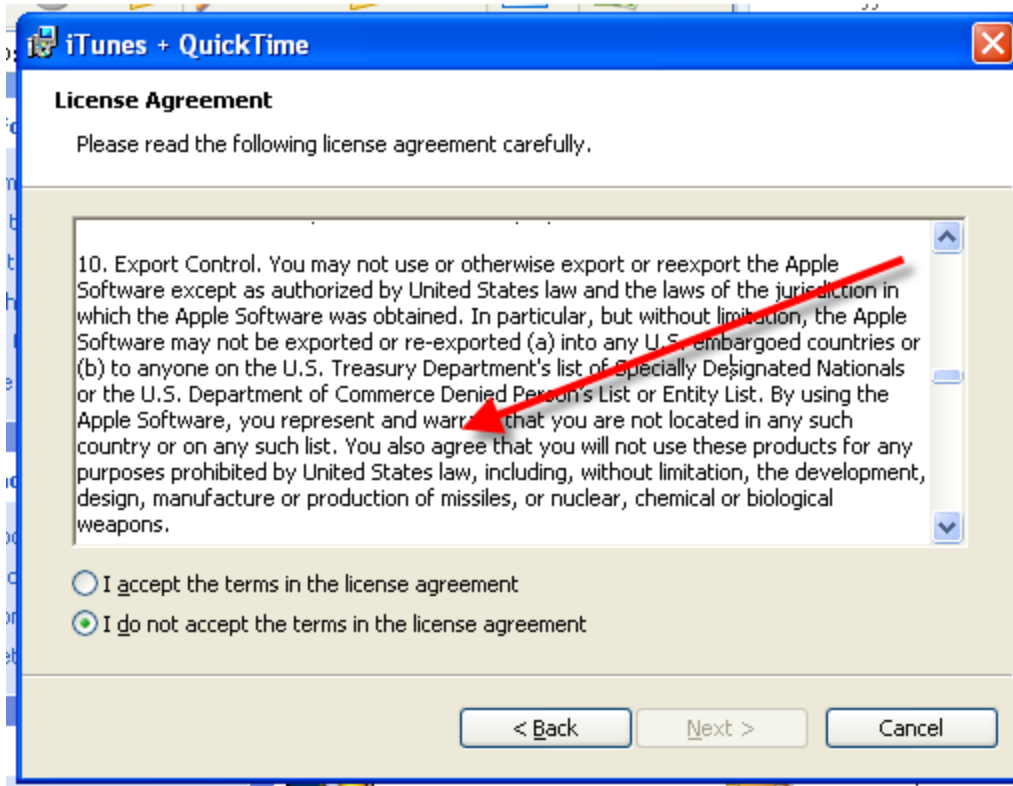 iTunes + QuickTime
License Agreement
Please read the following license agreement carefully.
10. Export Control. You may not use or otherwise export or reexport the Apple
Software except as authorized by United States law and the laws of the jurisdiction in
which the Apple Software was obtained. In particular, but without limitation, the Apple
Software may not be exported or re-exported (a) into any U.S. embargoed countries or
(b) to anyone on the U.S. Treasury Department's list of Specially Designated Nationals
or the U.S. Department of Commerce Denied Person's List or Entity List. By using the
Apple Software, you represent and warrant that you are not located in any such
country or on any such list. You also agree that you will not use these products for any
purposes prohibited by United States law, including, without limitation, the development,
design, manufacture or production of missiles, or nuclear, chemical or biological
weapons.
I accept the terms in the license agreement
I do not accept the terms in the license agreement
< Back
Next >
Cancel